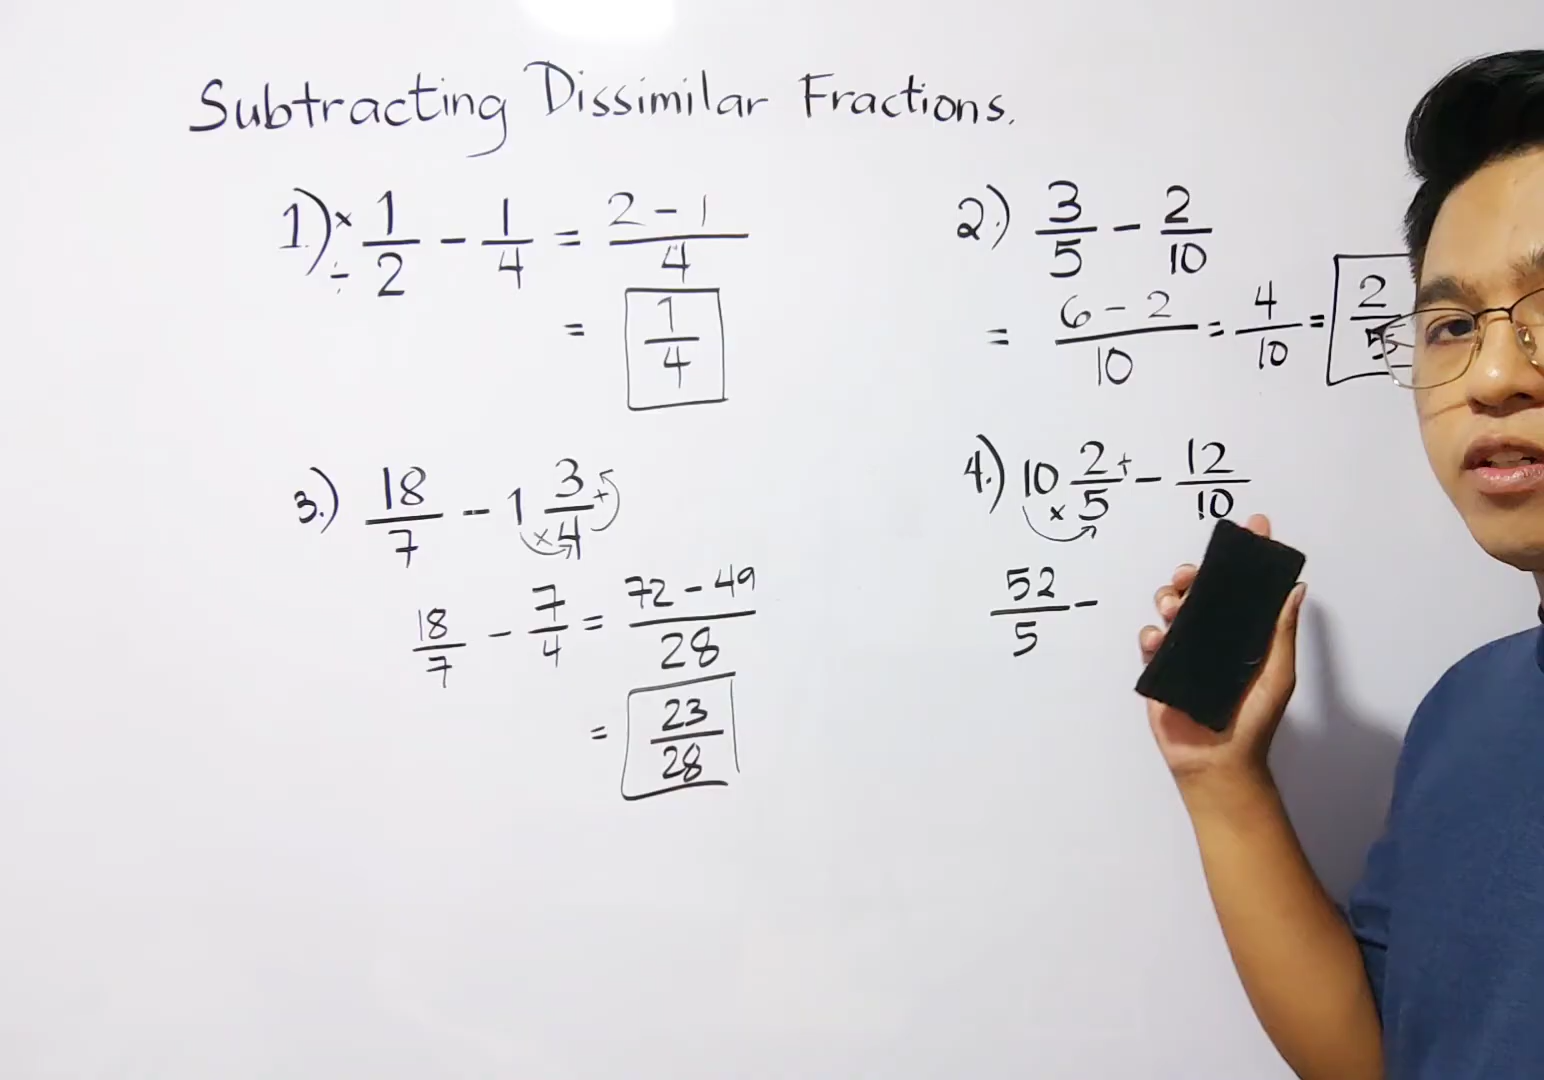 Subtracting Dissimilar Fractions.
1.) × ÷ 1/2 - 1/4 = 2 - 1/4
= 1/4
2.) 3/5 - 2/10
= 6 - 2/10 = 4/10 = 2/5
3.) 18/7 - 1 3/4 × +
18/7 - 7/4 = 72 - 49/28
= 23/28
4.) 10 2/5 × + - 12/10
52/5 -